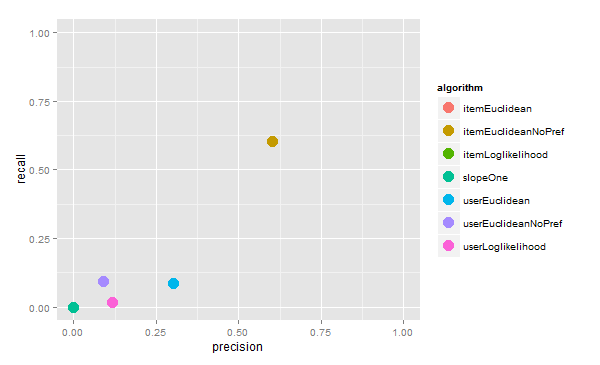 1.00
0.75
0.50
0.25
0.00
recall
0.00 0.25 0.50 0.75 1.00
precision
algorithm
itemEuclidean
itemEuclideanNoPref
itemLoglikelihood
slopeOne
userEuclidean
userEuclideanNoPref
userLoglikelihood